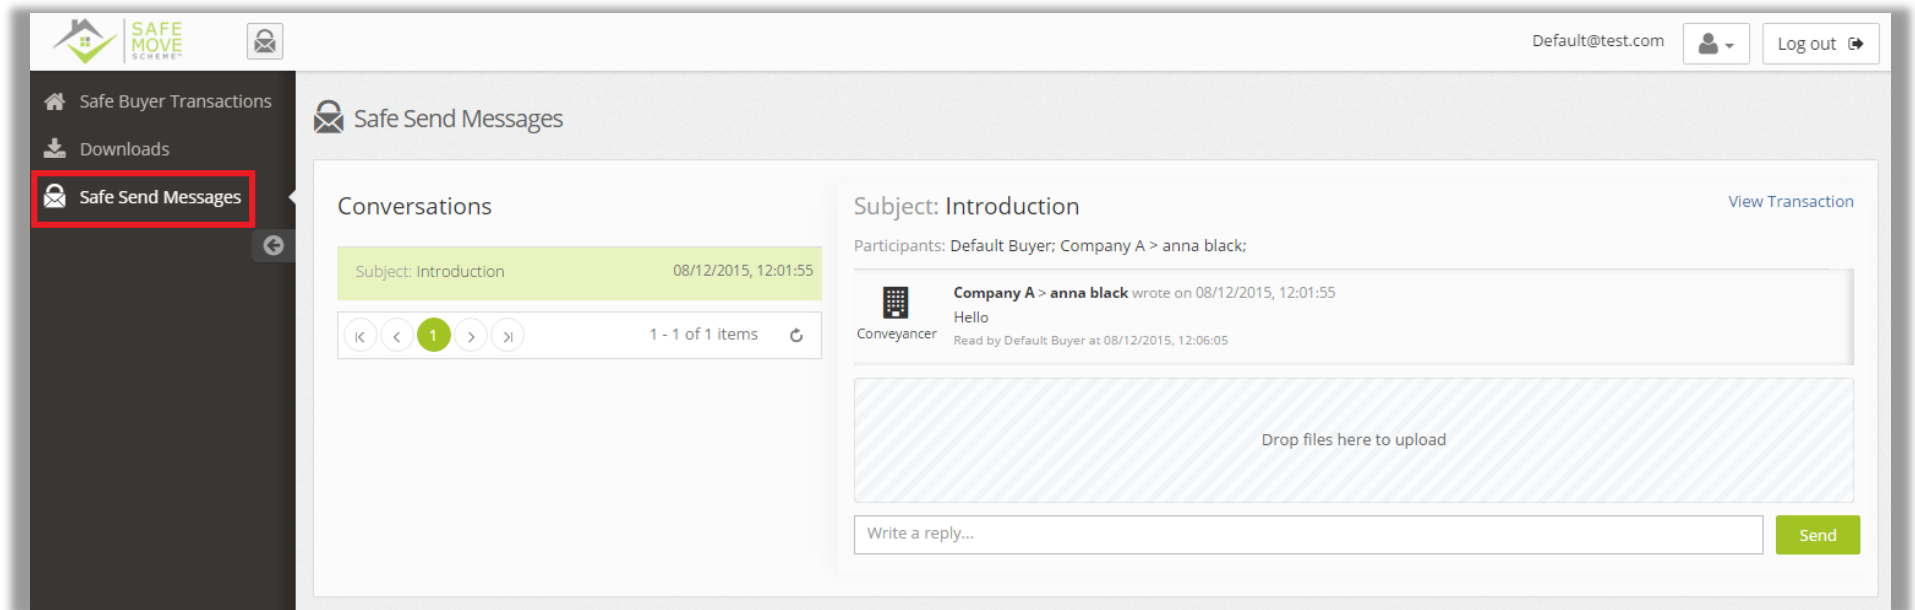 SAFE
MOVE
SCHEME
Default@test.com
Log out
Safe Buyer Transactions
Downloads
Safe Send Messages
Safe Send Messages
Conversations
Subject: Introduction 08/12/2015, 12:01:55
1
1 - 1 of 1 items
Subject: Introduction
View Transaction
Participants: Default Buyer; Company A > anna black;
Conveyancer
Company A > anna black wrote on 08/12/2015, 12:01:55
Hello
Read by Default Buyer at 08/12/2015, 12:06:05
Drop files here to upload
Write a reply...
Send